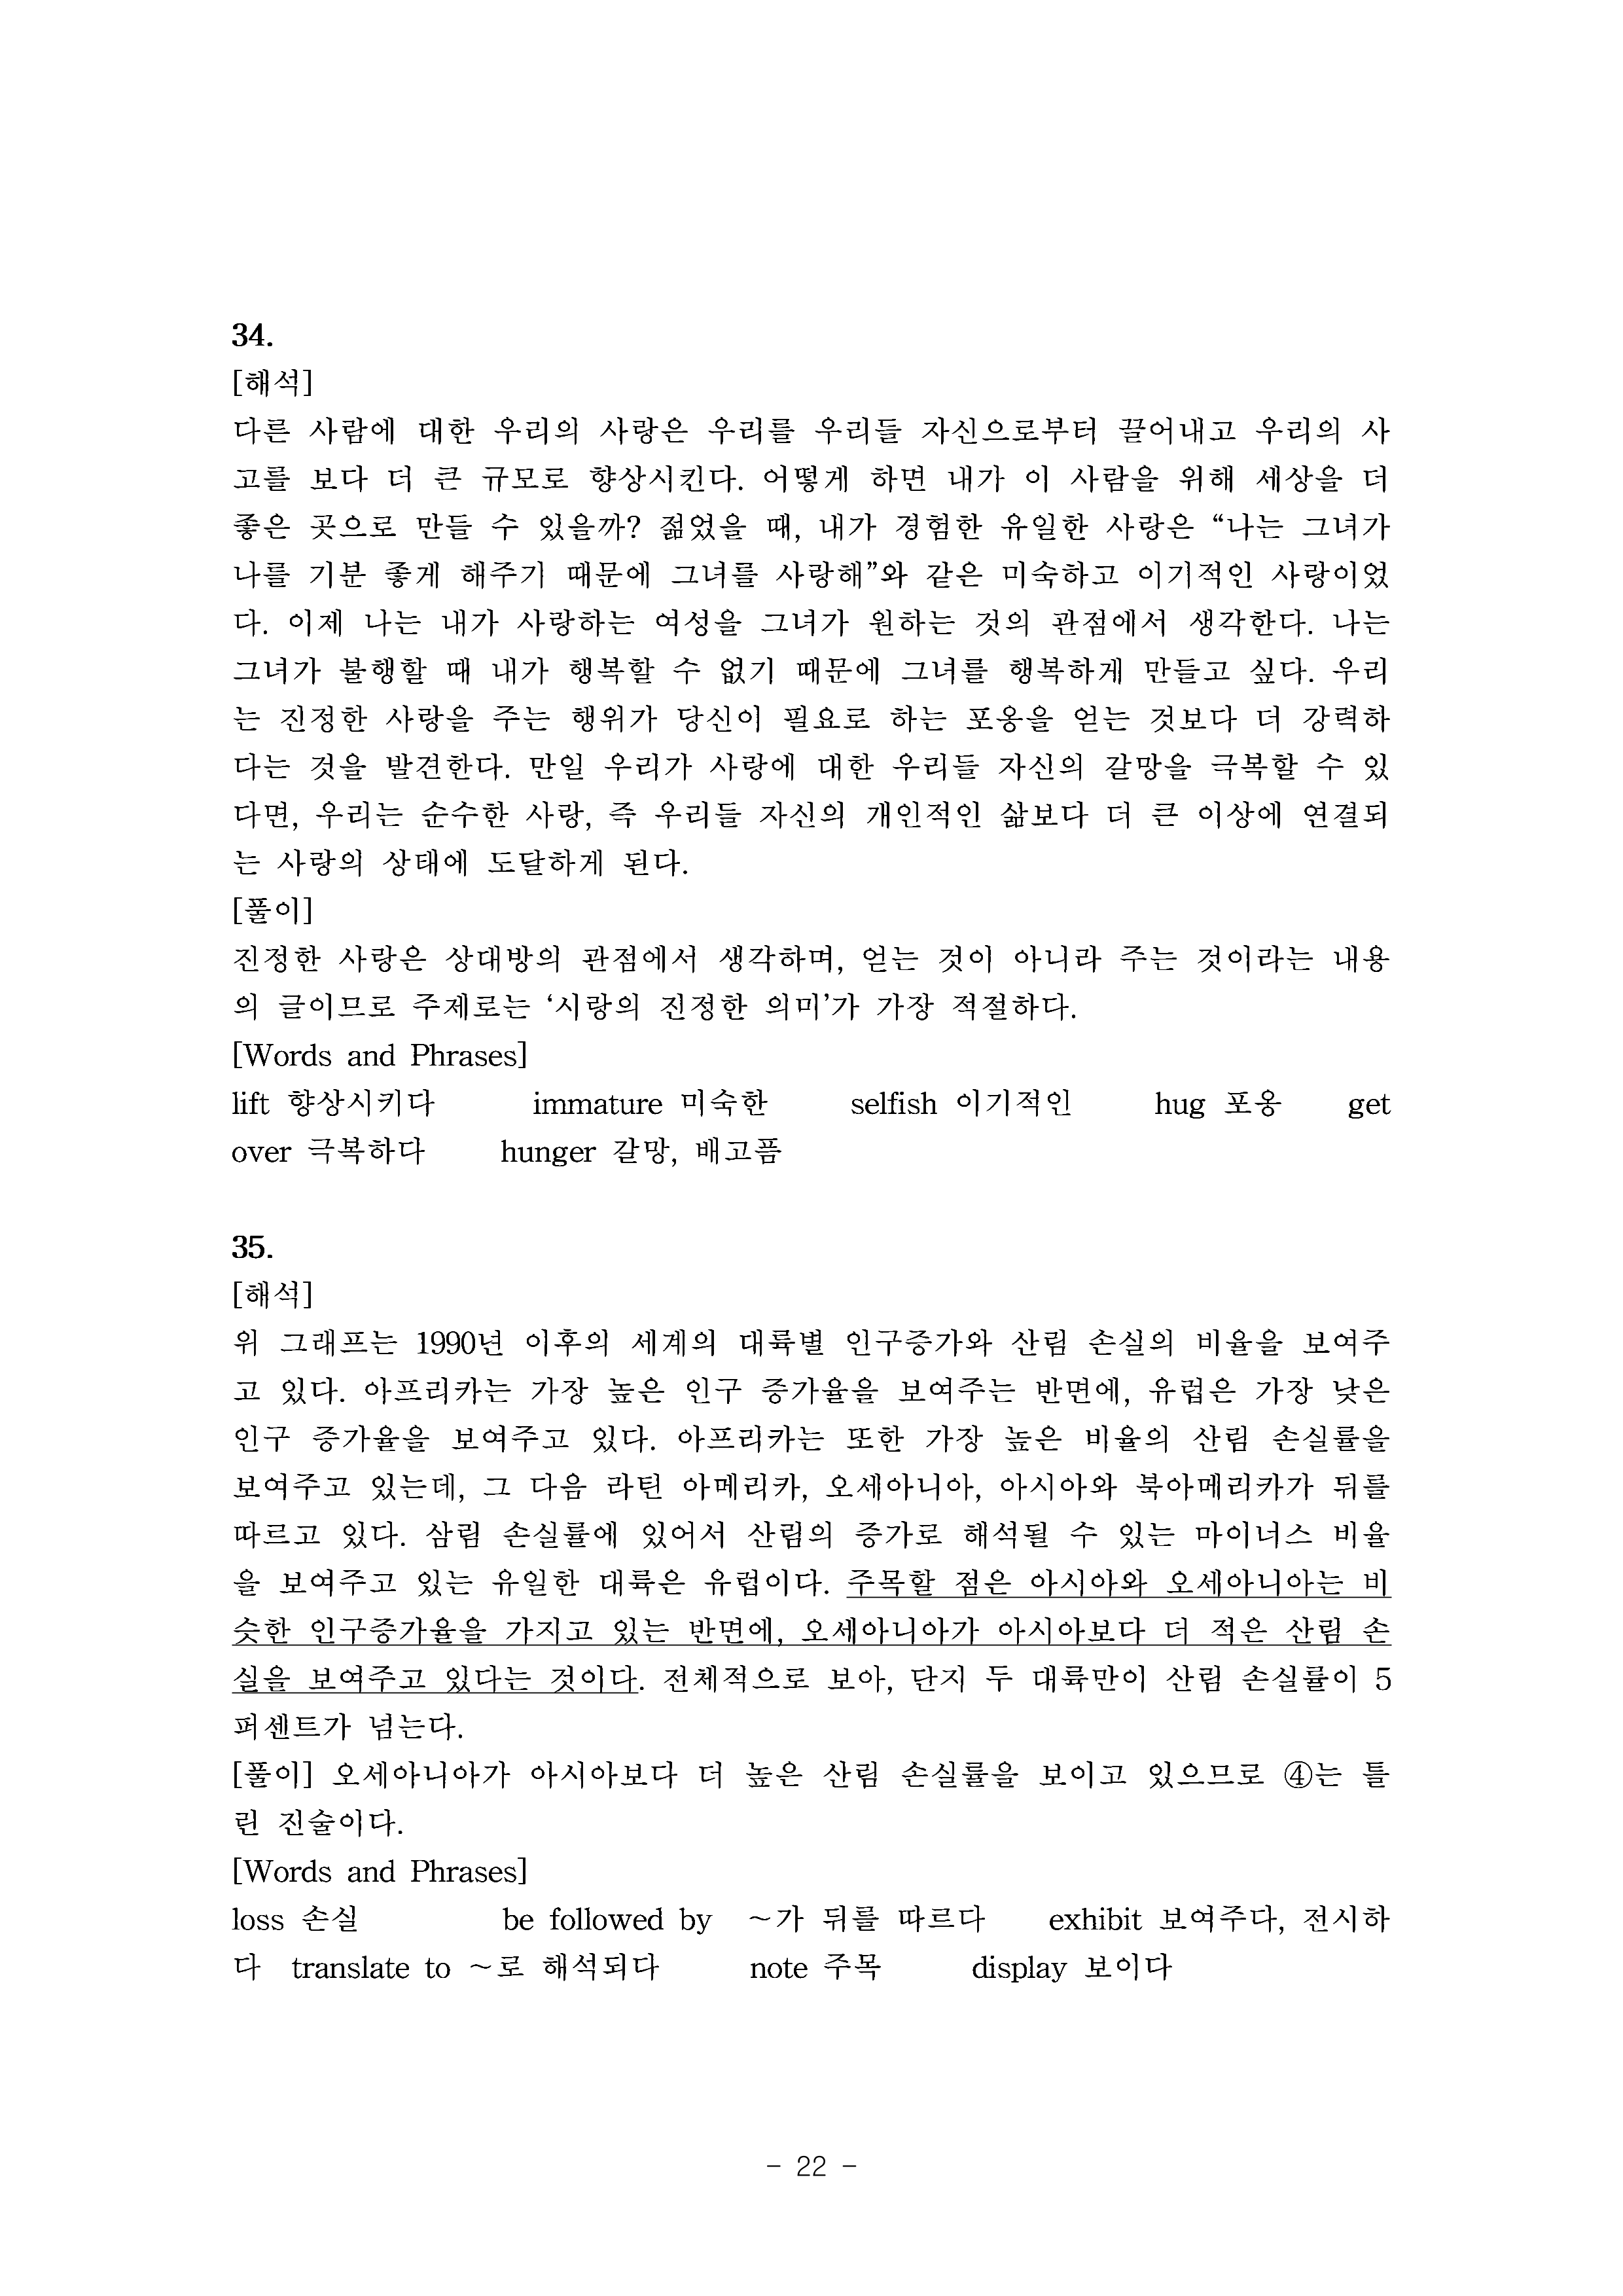 34.
[해석]
다른 사람에 대한 우리의 사랑은 우리를 우리들 자신으로부터 끌어내고 우리의 사
고를 보다 더 큰 규모로 향상시킨다. 어떻게 하면 내가 이 사람을 위해 세상을 더
좋은 곳으로 만들 수 있을까? 젊었을 때, 내가 경험한 유일한 사랑은 “나는 그녀가
나를 기분 좋게 해주기 때문에 그녀를 사랑해”와 같은 미숙하고 이기적인 사랑이었
다. 이제 나는 내가 사랑하는 여성을 그녀가 원하는 것의 관점에서 생각한다. 나는
그녀가 불행할 때 내가 행복할 수 없기 때문에 그녀를 행복하게 만들고 싶다. 우리
는 진정한 사랑을 주는 행위가 당신이 필요로 하는 포옹을 얻는 것보다 더 강력하
다는 것을 발견한다. 만일 우리가 사랑에 대한 우리들 자신의 갈망을 극복할 수 있
다면, 우리는 순수한 사랑, 즉 우리들 자신의 개인적인 삶보다 더 큰 이상에 연결되
는 사랑의 상태에 도달하게 된다.
[풀이]
진정한 사랑은 상대방의 관점에서 생각하며, 얻는 것이 아니라 주는 것이라는 내용
의 글이므로 주제로는 ‘시랑의 진정한 의미’가 가장 적절하다.
[Words and Phrases]
lift 향상시키다 immature 미숙한 selfish 이기적인 hug 포옹 get
over 극복하다 hunger 갈망, 배고픔
35.
[해석]
위 그래프는 1990년 이후의 세계의 대륙별 인구증가와 산림 손실의 비율을 보여주
고 있다. 아프리카는 가장 높은 인구 증가율을 보여주는 반면에, 유럽은 가장 낮은
인구 증가율을 보여주고 있다. 아프리카는 또한 가장 높은 비율의 산림 손실률을
보여주고 있는데, 그 다음 라틴 아메리카, 오세아니아, 아시아와 북아메리카가 뒤를
따르고 있다. 삼림 손실률에 있어서 산림의 증가로 해석될 수 있는 마이너스 비율
을 보여주고 있는 유일한 대륙은 유럽이다. 주목할 점은 아시아와 오세아니아는 비
슷한 인구증가율을 가지고 있는 반면에, 오세아니아가 아시아보다 더 적은 산림 손
실을 보여주고 있다는 것이다. 전체적으로 보아, 단지 두 대륙만이 산림 손실률이 5
퍼센트가 넘는다.
[풀이] 오세아니아가 아시아보다 더 높은 산림 손실률을 보이고 있으므로 ④는 틀
린 진술이다.
[Words and Phrases]
loss 손실 be followed by ~가 뒤를 따르다 exhibit 보여주다, 전시하
다 translate to ~로 해석되다 note 주목 display 보이다
- 22 -